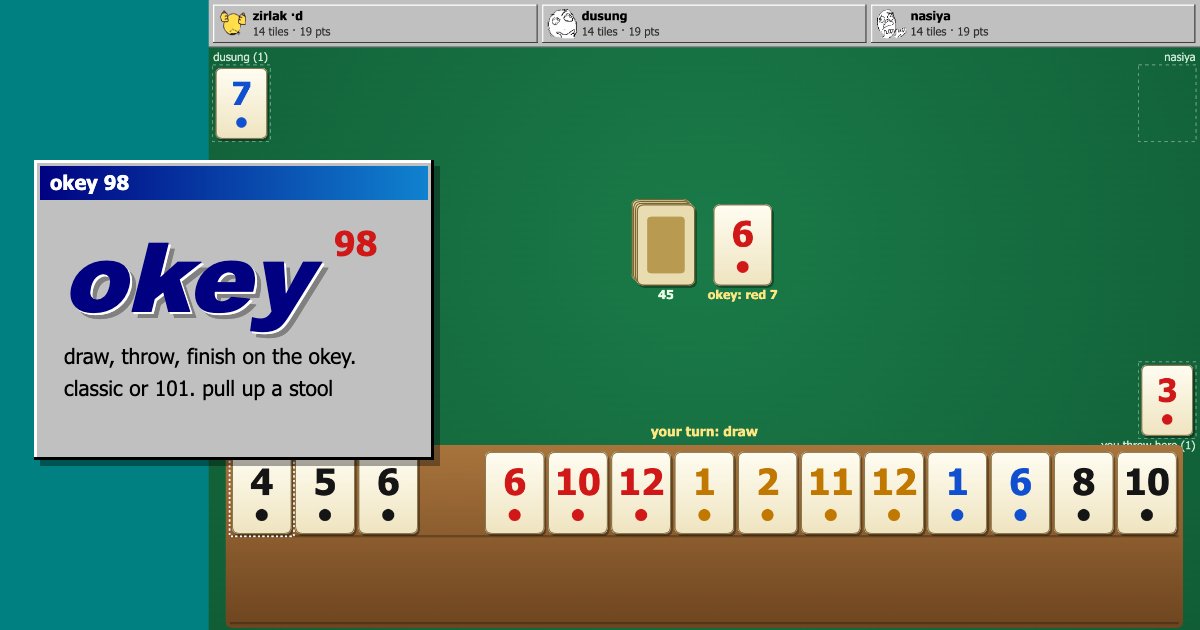 zirlak ·d
14 tiles · 19 pts
dusung
14 tiles · 19 pts
nasiya
14 tiles · 19 pts
dusung (1)
nasiya
7
okey 98
okey 98
draw, throw, finish on the okey.
classic or 101. pull up a stool
6
45
okey: red 7
3
your turn: draw
you throw here (1)
4 5 6 6 10 12 1 2 11 12 1 6 8 10